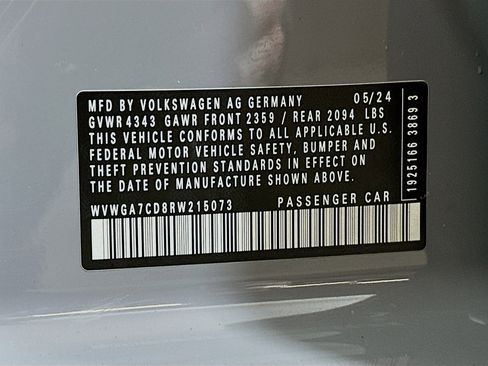 MFD BY VOLKSWAGEN AG GERMANY 05/24
GVWR 4343 GAWR FRONT 2359 / REAR 2094 LBS
THIS VEHICLE CONFORMS TO ALL APPLICABLE U.S.
FEDERAL MOTOR VEHICLE SAFETY, BUMPER AND
THEFT PREVENTION STANDARDS IN EFFECT ON
THE DATE OF MANUFACTURE SHOWN ABOVE.
WVWGA7CD8RW215073 PASSENGER CAR
1925166 3869 3